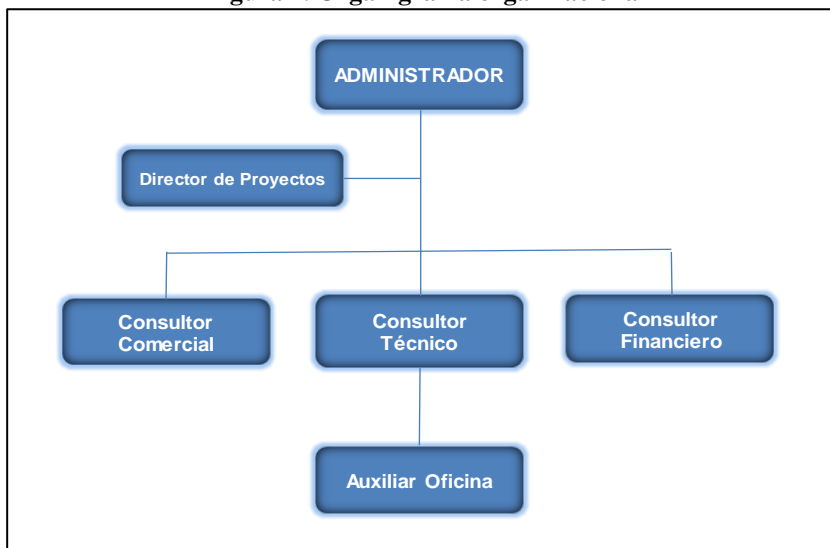 ADMINISTRADOR
Director de Proyectos
Consultor
Comercial
Consultor
Técnico
Consultor
Financiero
Auxiliar Oficina